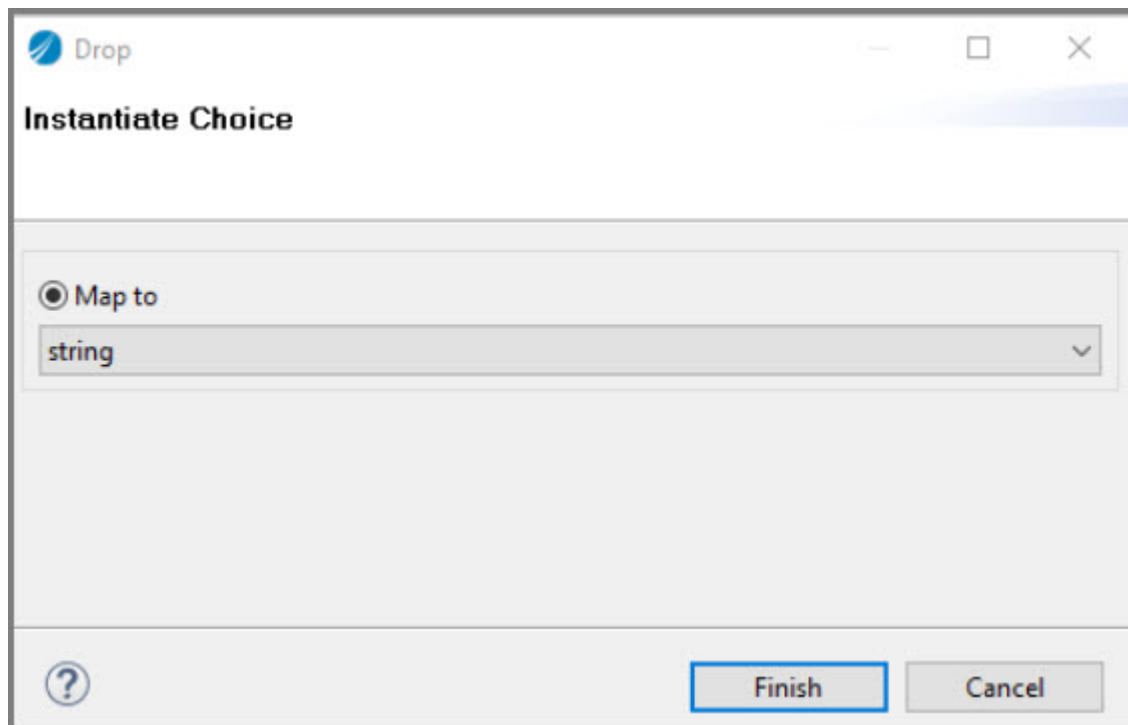 Drop
Instantiate Choice
Map to
string
?
Finish
Cancel